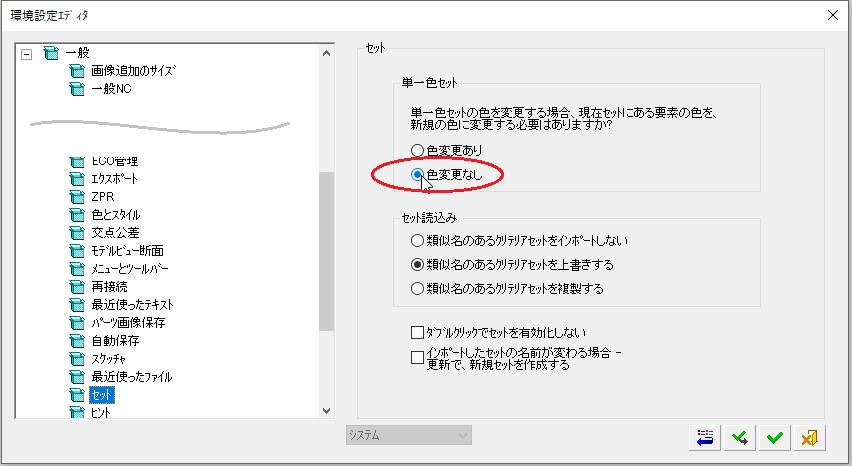 環境設定ｴﾃﾞｨﾀ
一般
画像追加のｻｲｽﾞ
一般NC
ECO管理
ｴｸｽﾎﾟｰﾄ
ZPR
色とｽﾀｲﾙ
交点公差
ﾓﾃﾞﾙﾋﾞｭｰ断面
ﾒﾆｭｰとﾂｰﾙﾊﾞｰ
再接続
最近使ったﾃｷｽﾄ
ﾊﾟｰﾂ画像保存
自動保存
ｽｹｯﾁｬ
最近使ったﾌｧｲﾙ
ｾｯﾄ
ﾋﾝﾄ
ｾｯﾄ
単一色ｾｯﾄ
単一色ｾｯﾄの色を変更する場合、現在ｾｯﾄにある要素の色を、
新規の色に変更する必要はありますか?
色変更あり
色変更なし
ｾｯﾄ読込み
類似名のあるｸﾘﾃﾘｱｾｯﾄをｲﾝﾎﾟｰﾄしない
類似名のあるｸﾘﾃﾘｱｾｯﾄを上書きする
類似名のあるｸﾘﾃﾘｱｾｯﾄを複製する
ﾀﾞﾌﾞﾙｸﾘｯｸでｾｯﾄを有効化しない
ｲﾝﾎﾟｰﾄしたｾｯﾄの名前が変わる場合 -
更新で、新規ｾｯﾄを作成する
ｼｽﾃﾑ